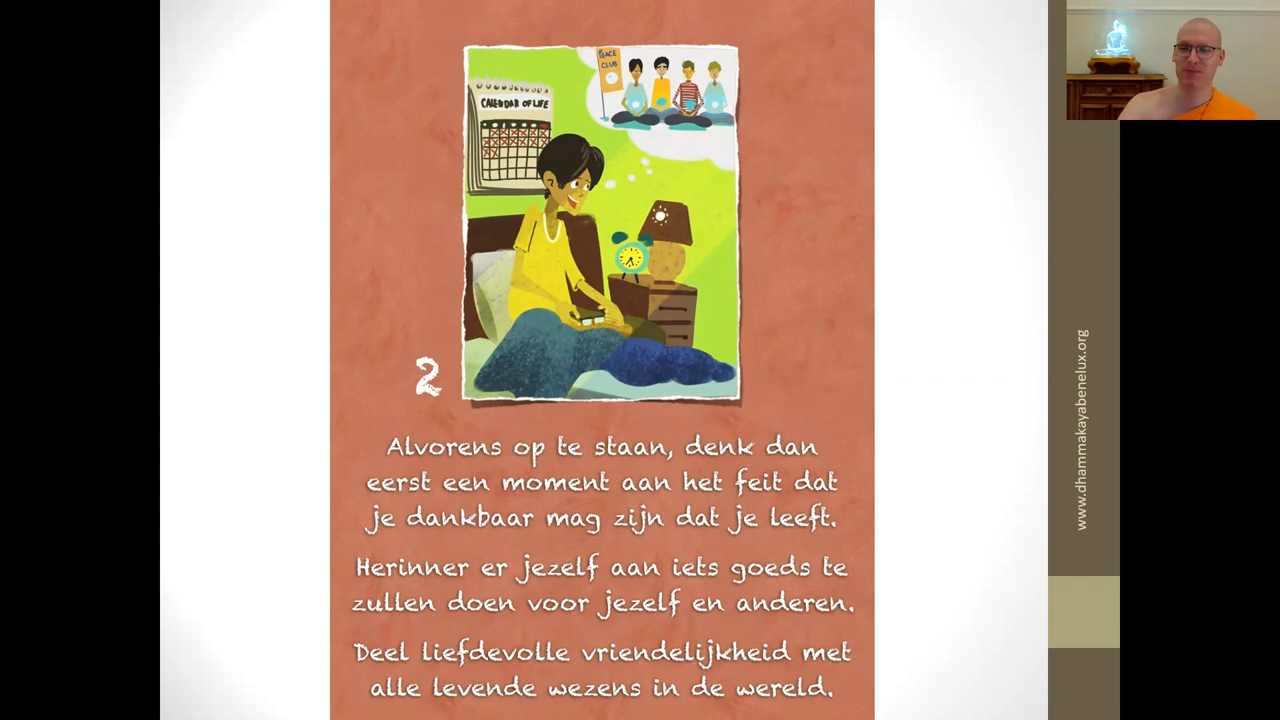 PEACE
CLUB
CALENDAR OF LIFE
2
Alvorens op te staan, denk dan
eerst een moment aan het feit dat
je dankbaar mag zijn dat je leeft.
Herinner er jezelf aan iets goeds te
zullen doen voor jezelf en anderen.
Deel liefdevolle vriendelijkheid met
alle levende wezens in de wereld.
www.dhammakayabenelux.org